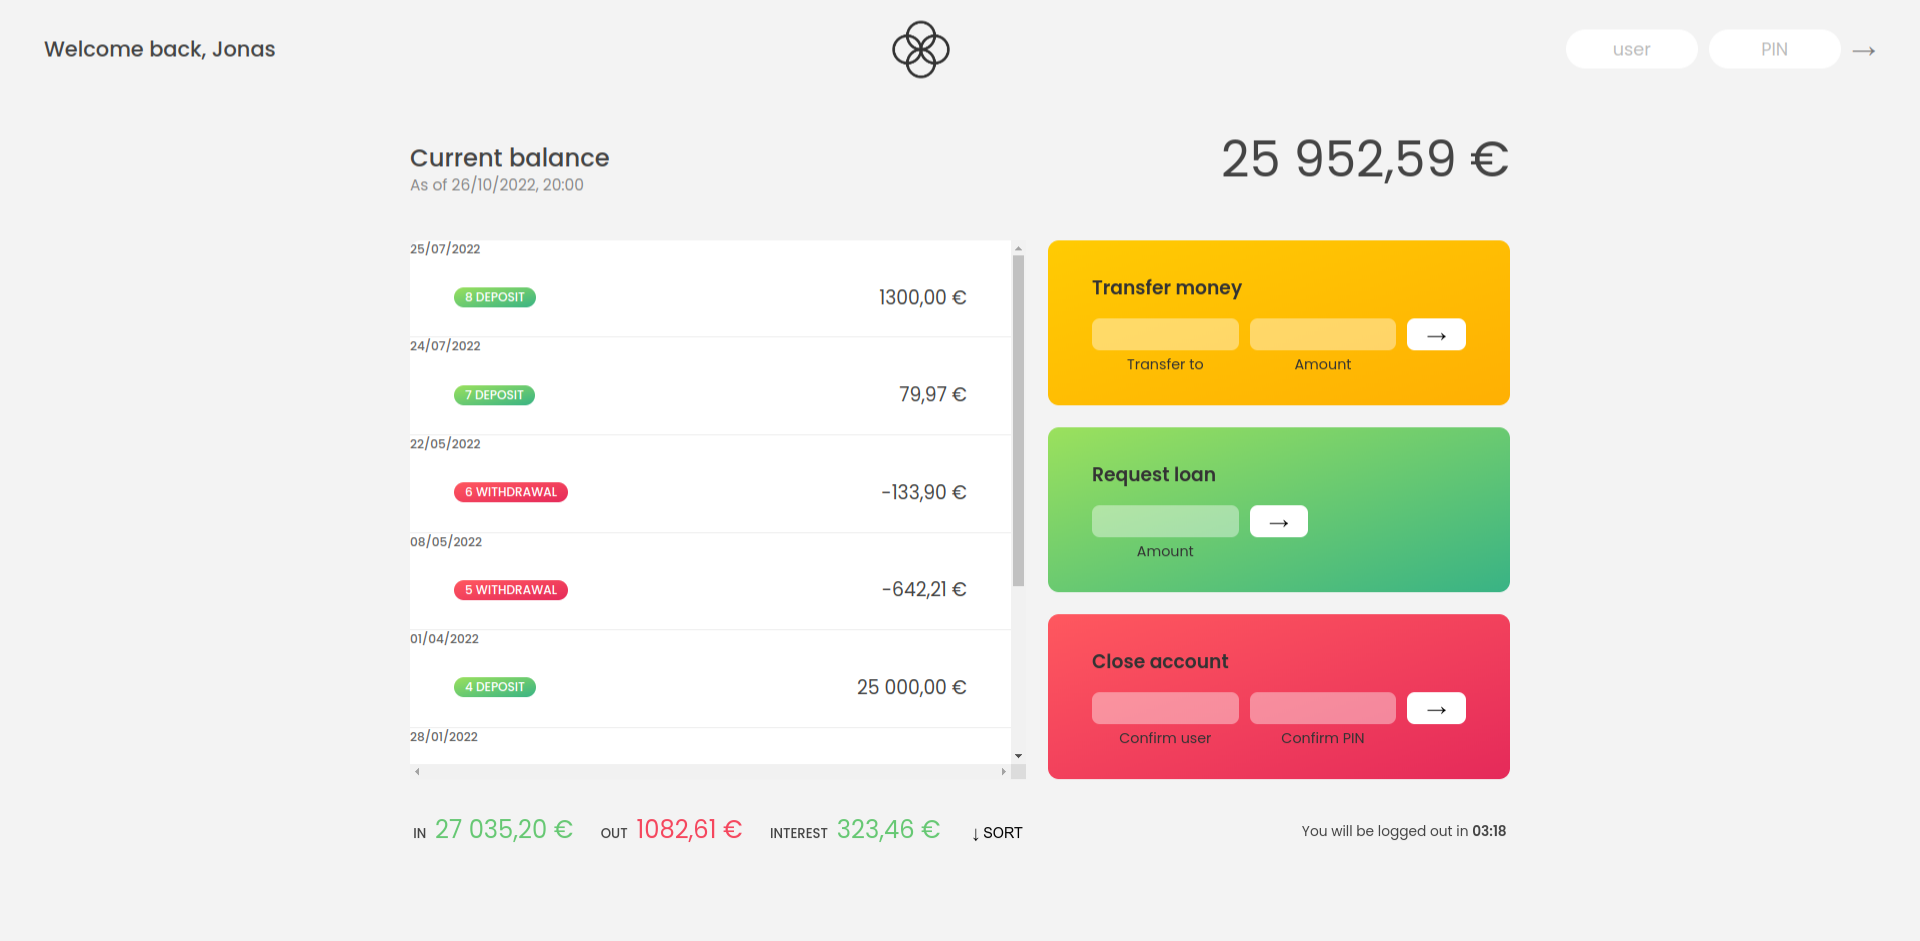 Welcome back, Jonas
user PIN →
Current balance
As of 26/10/2022, 20:00
25 952,59 €
25/07/2022
8 DEPOSIT 1300,00 €
24/07/2022
7 DEPOSIT 79,97 €
22/05/2022
6 WITHDRAWAL -133,90 €
08/05/2022
5 WITHDRAWAL -642,21 €
01/04/2022
4 DEPOSIT 25 000,00 €
28/01/2022
Transfer money
→
Transfer to Amount
Request loan
→
Amount
Close account
→
Confirm user Confirm PIN
IN 27 035,20 € OUT 1082,61 € INTEREST 323,46 € ↓ SORT
You will be logged out in 03:18